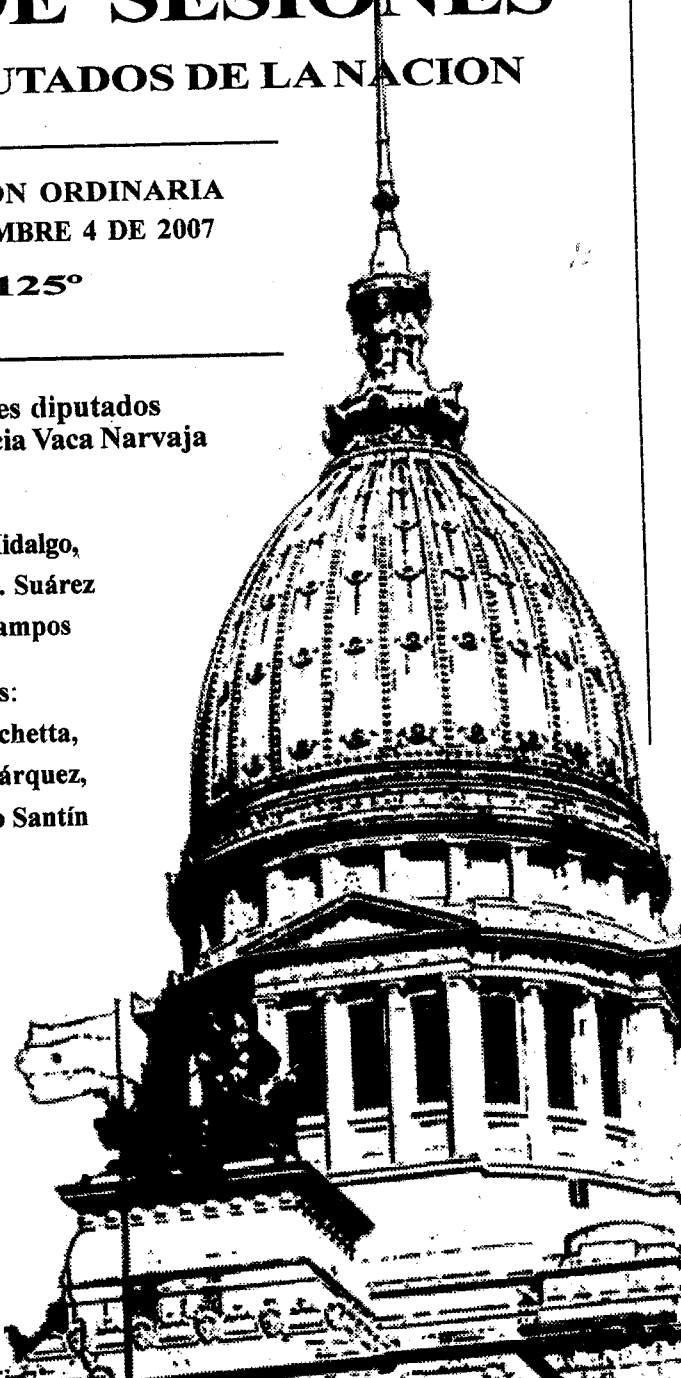 DE SESIONES
UTADOS DE LA NACION
ON ORDINARIA
MBRE 4 DE 2007
125º
es diputados
cia Vaca Narvaja
Hidalgo,
. Suárez
ampos
s:
chetta,
árquez,
o Santín